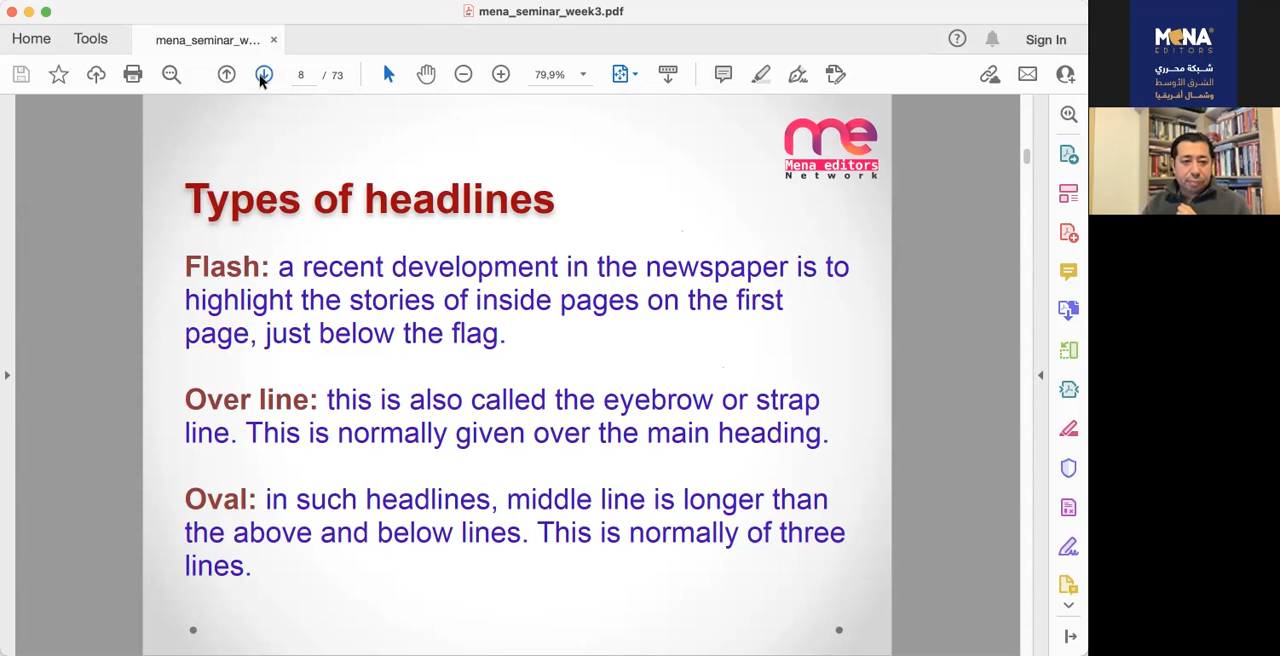 mena_seminar_week3.pdf
Home
Tools
mena_seminar_w...
Sign In
8 / 73
79,9%
MENA
EDITORS
شبكة محرري
الشرق الأوسط
وشمال أفريقيا
me
Mena editors
Network
Types of headlines
Flash: a recent development in the newspaper is to
highlight the stories of inside pages on the first
page, just below the flag.
Over line: this is also called the eyebrow or strap
line. This is normally given over the main heading.
Oval: in such headlines, middle line is longer than
the above and below lines. This is normally of three
lines.